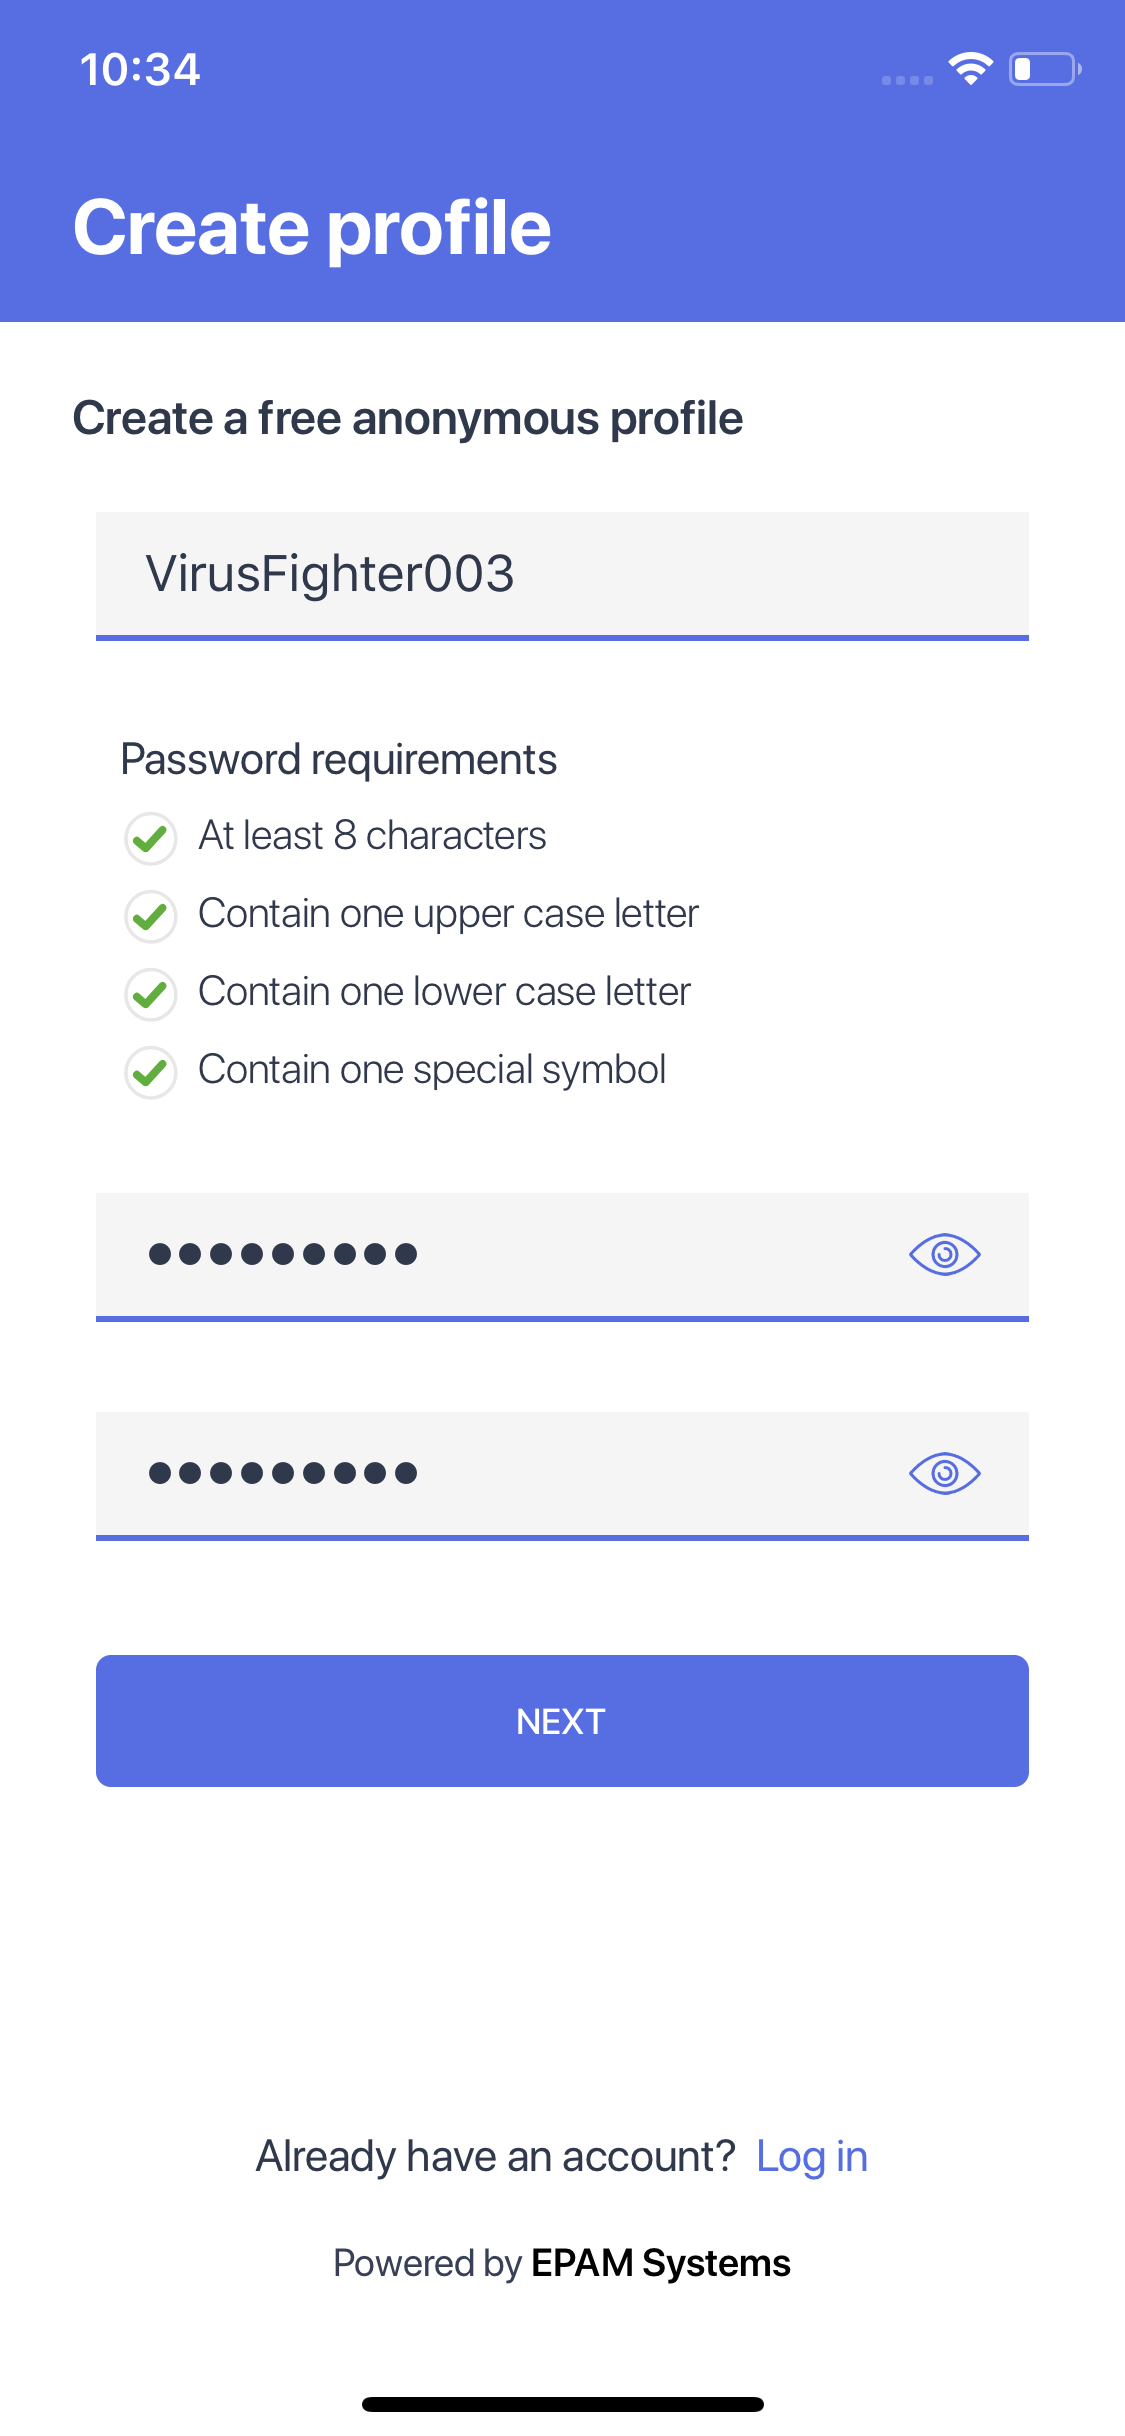 10:34
Create profile
Create a free anonymous profile
VirusFighter003
Password requirements
At least 8 characters
Contain one upper case letter
Contain one lower case letter
Contain one special symbol
•••••••••
•••••••••
NEXT
Already have an account? Log in
Powered by EPAM Systems